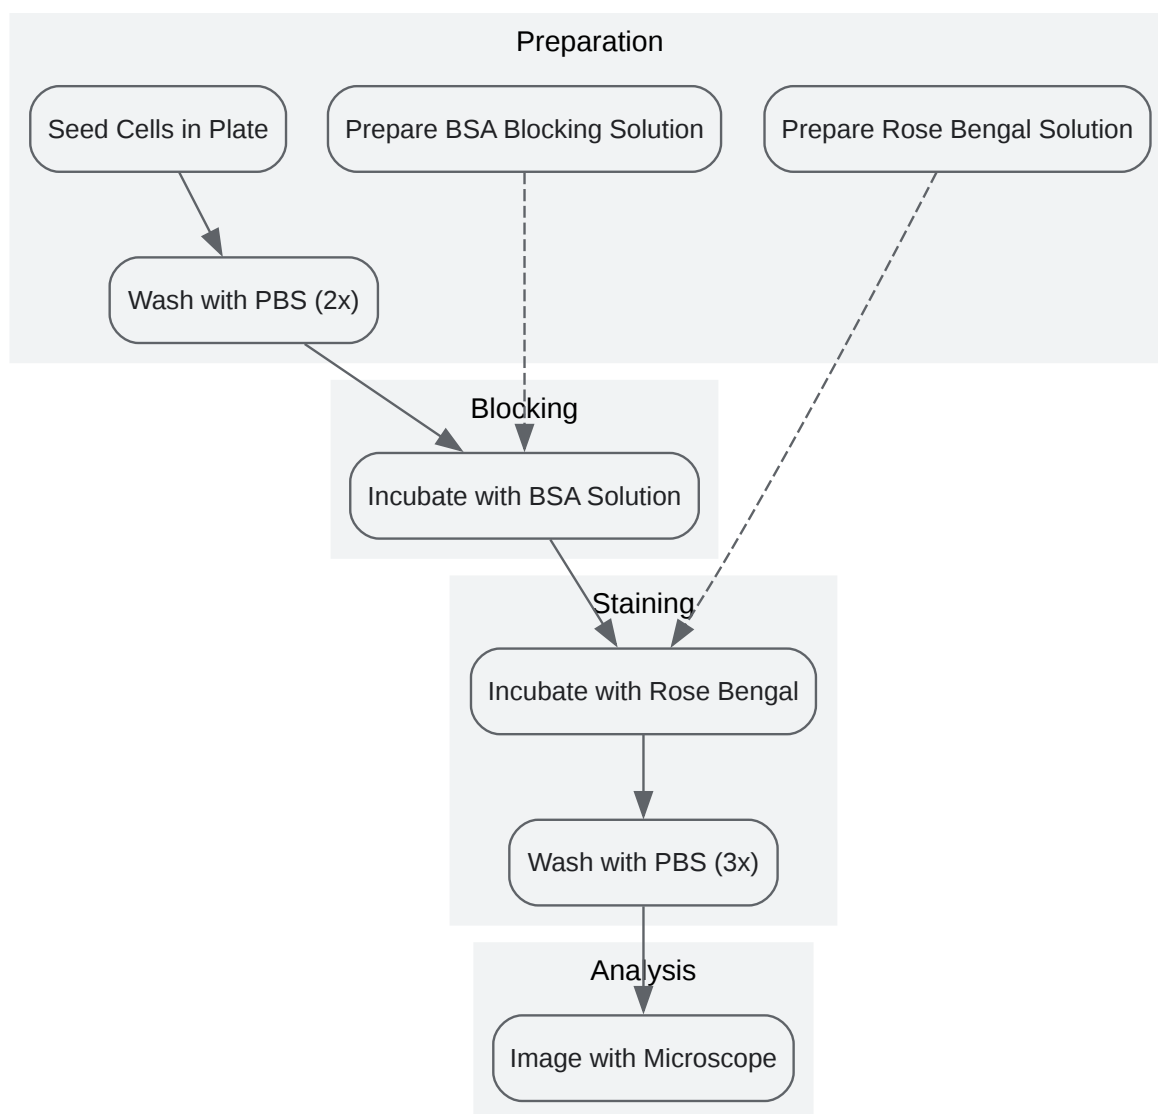 Preparation
Seed Cells in Plate
Prepare BSA Blocking Solution
Prepare Rose Bengal Solution
Wash with PBS (2x)
Blocking
Incubate with BSA Solution
Staining
Incubate with Rose Bengal
Wash with PBS (3x)
Analysis
Image with Microscope